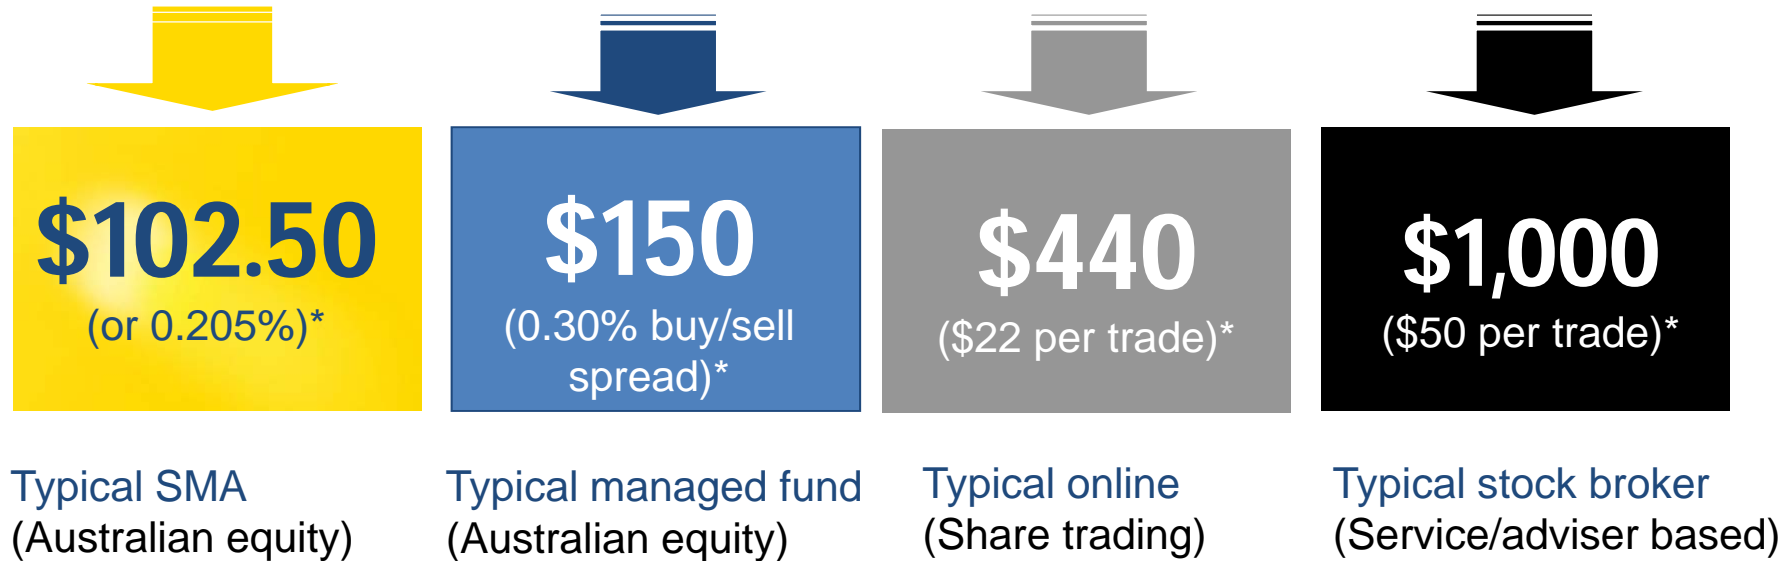 $102.50
(or 0.205%)*
$150
(0.30% buy/sell
spread)*
$440
($22 per trade)*
$1,000
($50 per trade)*
Typical SMA
(Australian equity)
Typical managed fund
(Australian equity)
Typical online
(Share trading)
Typical stock broker
(Service/adviser based)